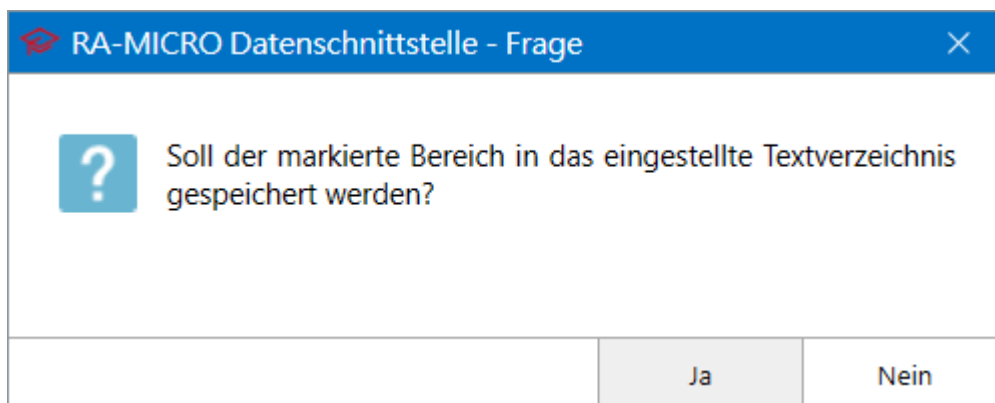 RA-MICRO Datenschnittstelle - Frage
Soll der markierte Bereich in das eingestellte Textverzeichnis
gespeichert werden?
Ja
Nein